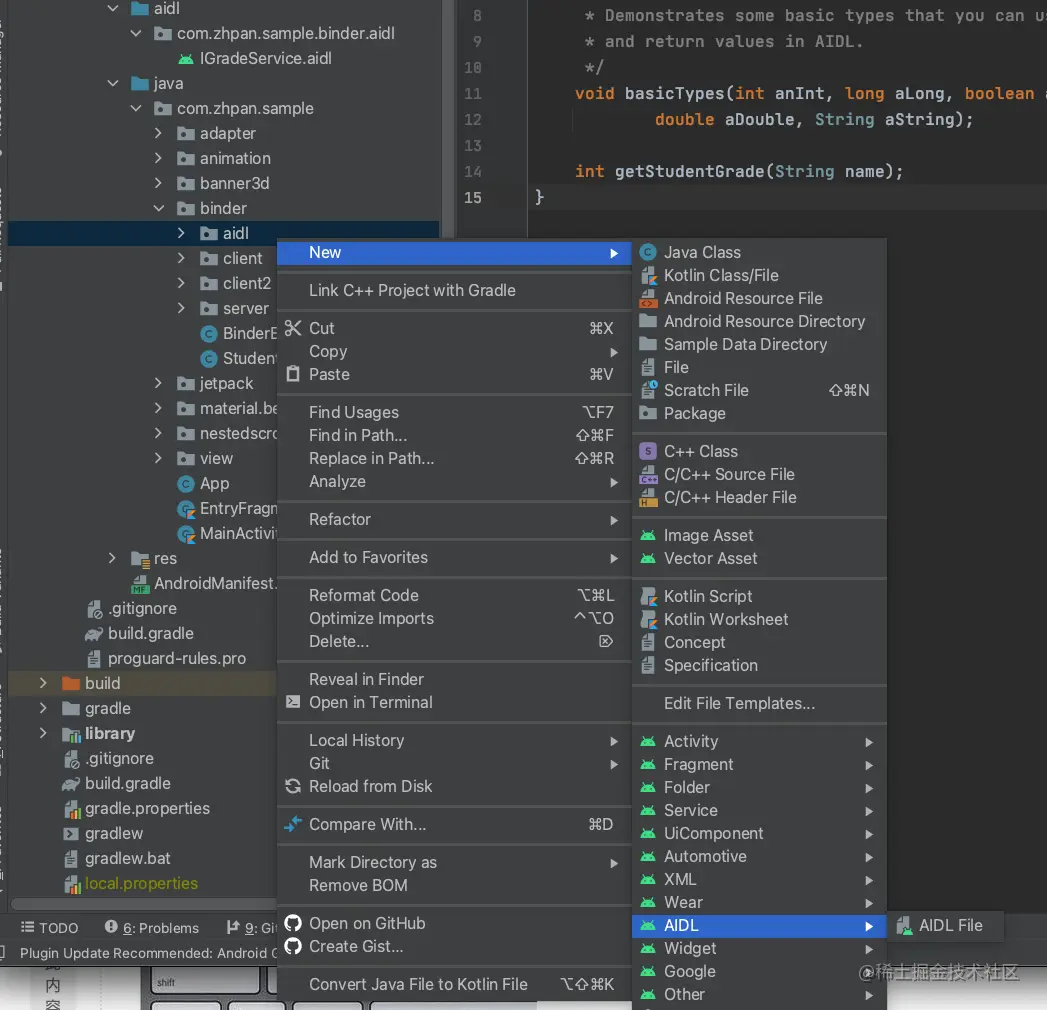 aidl
com.zhpan.sample.binder.aidl
IGradeService.aidl
java
com.zhpan.sample
adapter
animation
banner3d
binder
aidl
client
client2
server
BinderE
Studen
jetpack
material.be
nestedscro
view
App
EntryFragm
MainActivi
res
AndroidManifest.
.gitignore
build.gradle
proguard-rules.pro
build
gradle
library
.gitignore
build.gradle
gradle.properties
gradlew
gradlew.bat
local.properties
TODO
6: Problems
9: Gi
Plugin Update Recommended: Android
8 * Demonstrates some basic types that you can u
9 * and return values in AIDL.
10 */
11 void basicTypes(int anInt, long aLong, boolean
12 double aDouble, String aString);
13
14 int getStudentGrade(String name);
15 }
New
Link C++ Project with Gradle
Cut ⌘X
Copy
Paste ⌘V
Find Usages ⌥F7
Find in Path... ⇧⌘F
Replace in Path... ⇧⌘R
Analyze
Refactor
Add to Favorites
Reformat Code ⌥⌘L
Optimize Imports ^⌥O
Delete... ⌦
Reveal in Finder
Open in Terminal
Local History
Git
Reload from Disk
Compare With... ⌘D
Mark Directory as
Remove BOM
Open on GitHub
Create Gist...
Convert Java File to Kotlin File ⌥⇧⌘K
Java Class
Kotlin Class/File
Android Resource File
Android Resource Directory
Sample Data Directory
File
Scratch File ⇧⌘N
Package
C++ Class
C/C++ Source File
C/C++ Header File
Image Asset
Vector Asset
Kotlin Script
Kotlin Worksheet
Concept
Specification
Edit File Templates...
Activity
Fragment
Folder
Service
UiComponent
Automotive
XML
Wear
AIDL
Widget
Google
Other
AIDL File
@稀土掘金技术社区
内
容
shift